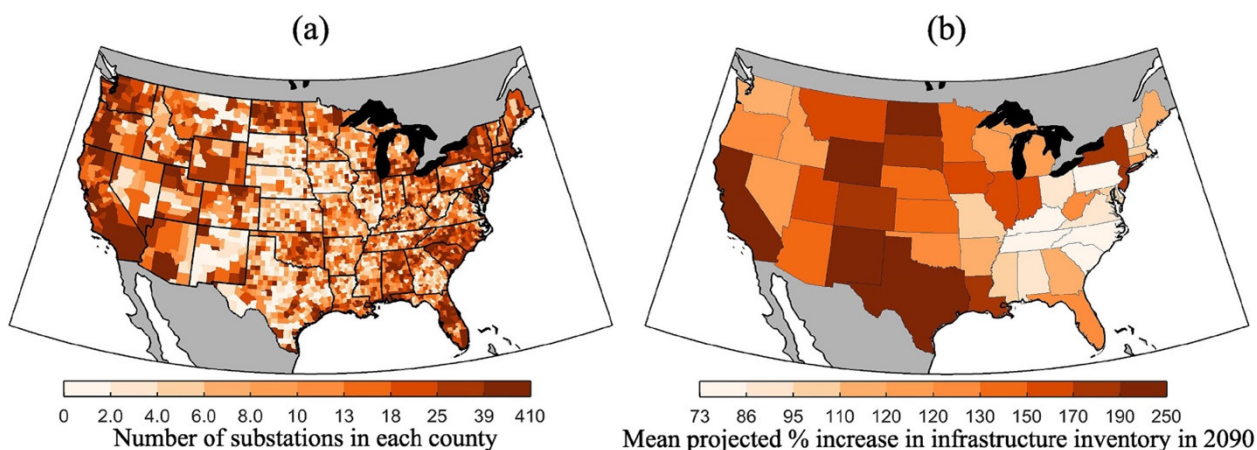 (a)
(b)
0 2.0 4.0 6.0 8.0 10 13 18 25 39 410
Number of substations in each county
73 86 95 110 120 120 130 150 170 190 250
Mean projected % increase in infrastructure inventory in 2090